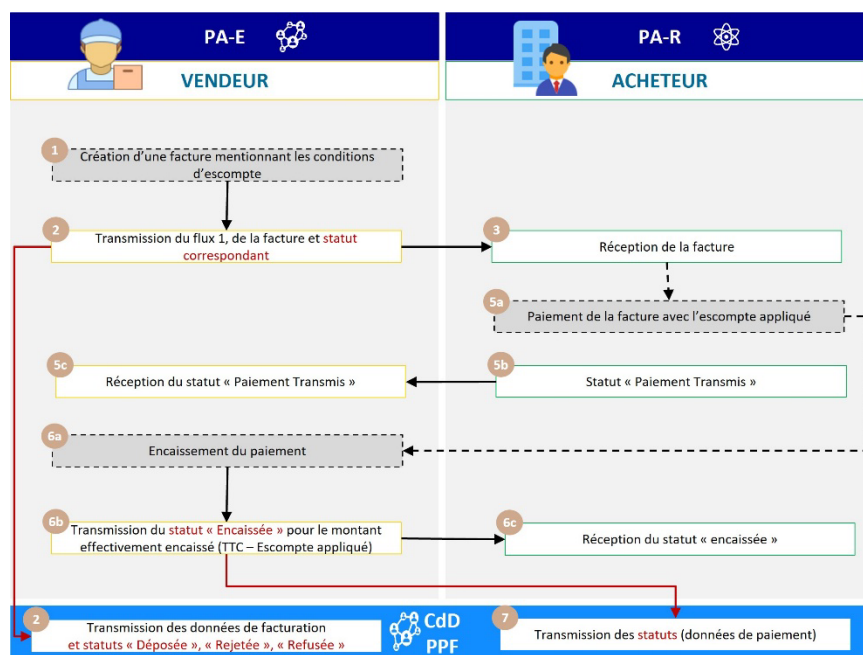 PA-E
PA-R
VENDEUR
ACHETEUR
1
Création d'une facture mentionnant les conditions
d'escompte
2
Transmission du flux 1, de la facture et statut
correspondant
3
Réception de la facture
5a
Paiement de la facture avec l'escompte appliqué
5c
Réception du statut « Paiement Transmis »
5b
Statut « Paiement Transmis »
6a
Encaissement du paiement
6b
Transmission du statut « Encaissée » pour le montant
effectivement encaissé (TTC – Escompte appliqué)
6c
Réception du statut « encaissée »
2
Transmission des données de facturation
et statuts « Déposée », « Rejetée », « Refusée »
CdD
PPF
7
Transmission des statuts (données de paiement)